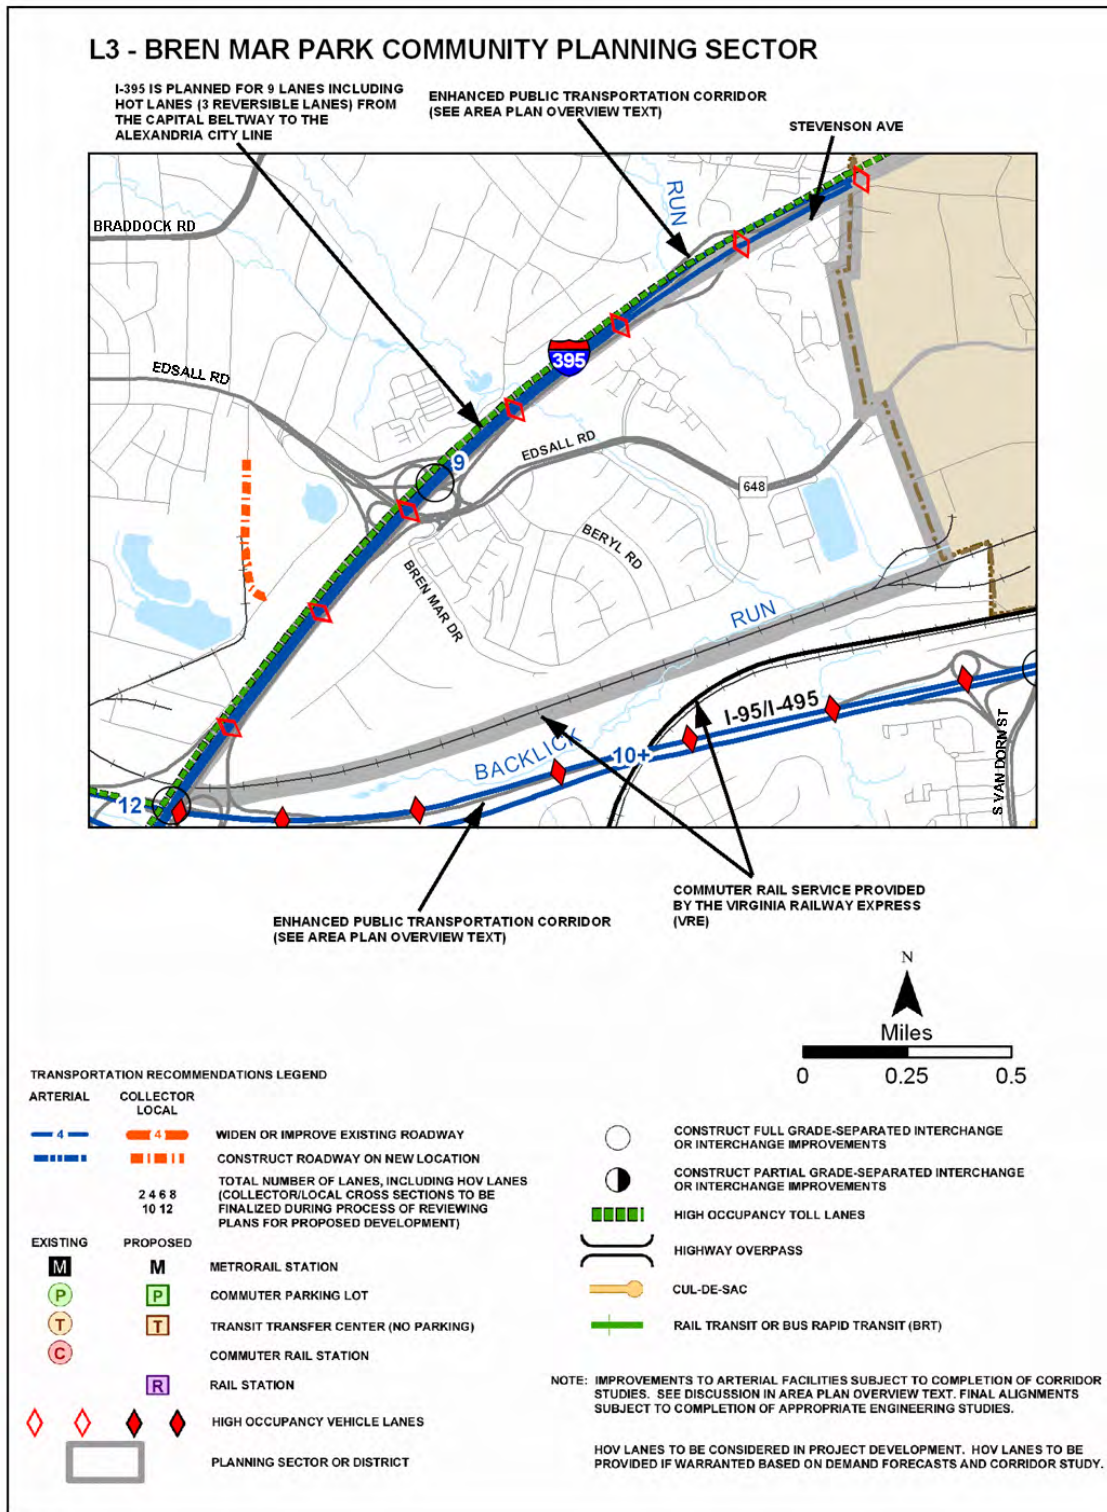 L3 - BREN MAR PARK COMMUNITY PLANNING SECTOR
I-395 IS PLANNED FOR 9 LANES INCLUDING
HOT LANES (3 REVERSIBLE LANES) FROM
THE CAPITAL BELTWAY TO THE
ALEXANDRIA CITY LINE
ENHANCED PUBLIC TRANSPORTATION CORRIDOR
(SEE AREA PLAN OVERVIEW TEXT)
STEVENSON AVE
BRADDOCK RD
RUN
395
EDSALL RD
9
EDSALL RD
648
BERYL RD
BREN MAR DR
RUN
I-95/I-495
BACKLICK
10+
12
S VAN DORN ST
COMMUTER RAIL SERVICE PROVIDED
BY THE VIRGINIA RAILWAY EXPRESS
(VRE)
ENHANCED PUBLIC TRANSPORTATION CORRIDOR
(SEE AREA PLAN OVERVIEW TEXT)
N
Miles
0 0.25 0.5
TRANSPORTATION RECOMMENDATIONS LEGEND
ARTERIAL COLLECTOR
LOCAL
4 4 WIDEN OR IMPROVE EXISTING ROADWAY
CONSTRUCT ROADWAY ON NEW LOCATION
TOTAL NUMBER OF LANES, INCLUDING HOV LANES
2 4 6 8 (COLLECTOR/LOCAL CROSS SECTIONS TO BE
10 12 FINALIZED DURING PROCESS OF REVIEWING
PLANS FOR PROPOSED DEVELOPMENT)
EXISTING PROPOSED
M M METRORAIL STATION
P P COMMUTER PARKING LOT
T T TRANSIT TRANSFER CENTER (NO PARKING)
C COMMUTER RAIL STATION
R RAIL STATION
HIGH OCCUPANCY VEHICLE LANES
PLANNING SECTOR OR DISTRICT
CONSTRUCT FULL GRADE-SEPARATED INTERCHANGE
OR INTERCHANGE IMPROVEMENTS
CONSTRUCT PARTIAL GRADE-SEPARATED INTERCHANGE
OR INTERCHANGE IMPROVEMENTS
HIGH OCCUPANCY TOLL LANES
HIGHWAY OVERPASS
CUL-DE-SAC
RAIL TRANSIT OR BUS RAPID TRANSIT (BRT)
NOTE: IMPROVEMENTS TO ARTERIAL FACILITIES SUBJECT TO COMPLETION OF CORRIDOR
STUDIES. SEE DISCUSSION IN AREA PLAN OVERVIEW TEXT. FINAL ALIGNMENTS
SUBJECT TO COMPLETION OF APPROPRIATE ENGINEERING STUDIES.
HOV LANES TO BE CONSIDERED IN PROJECT DEVELOPMENT. HOV LANES TO BE
PROVIDED IF WARRANTED BASED ON DEMAND FORECASTS AND CORRIDOR STUDY.